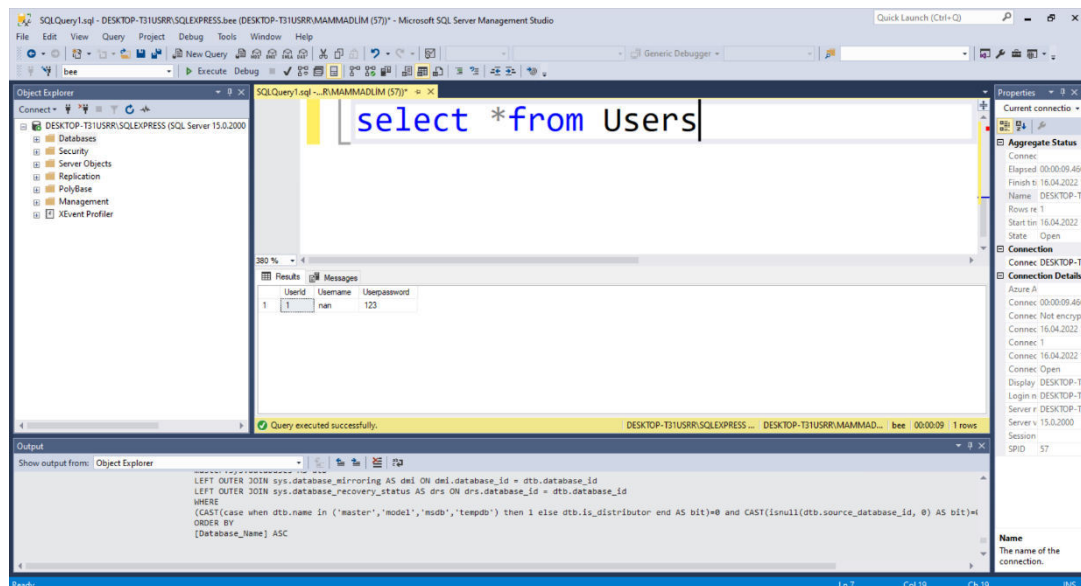 SQLQuery1.sql - DESKTOP-T31USRR\SQLEXPRESS.bee (DESKTOP-T31USRR\MAMMADLIM (57))* - Microsoft SQL Server Management Studio
Quick Launch (Ctrl+Q)
File Edit View Query Project Debug Tools Window Help
New Query
Generic Debugger
bee
Execute Debug
Object Explorer
Connect
DESKTOP-T31USRR\SQLEXPRESS (SQL Server 15.0.2000
Databases
Security
Server Objects
Replication
PolyBase
Management
XEvent Profiler
SQLQuery1.sql -...R\MAMMADLIM (57))*
select *from Users
380 %
Results Messages
UserId Username Userpassword
1 1 nan 123
Query executed successfully.
DESKTOP-T31USRR\SQLEXPRESS ... DESKTOP-T31USRR\MAMMAD... bee 00:00:09 1 rows
Properties
Current connectio
Aggregate Status
Connec
Elapsed 00:00:09.46
Finish ti 16.04.2022
Name DESKTOP-T
Rows re 1
Start tin 16.04.2022
State Open
Connection
Connec DESKTOP-T
Connection Details
Azure A
Connec 00:00:09.46
Connec Not encryp
Connec 16.04.2022
Connec 1
Connec 16.04.2022
Connec Open
Display DESKTOP-T
Login n DESKTOP-T
Server r DESKTOP-T
Server v 15.0.2000
Session
SPID 57
Name
The name of the
connection.
Output
Show output from: Object Explorer
LEFT OUTER JOIN sys.database_mirroring AS dmi ON dmi.database_id = dtb.database_id
LEFT OUTER JOIN sys.database_recovery_status AS drs ON drs.database_id = dtb.database_id
WHERE
(CAST(case when dtb.name in ('master','model','msdb','tempdb') then 1 else dtb.is_distributor end AS bit)=0 and CAST(isnull(dtb.source_database_id, 0) AS bit)=
ORDER BY
[Database_Name] ASC
Ready
Ln 7 Col 19 Ch 19 INS